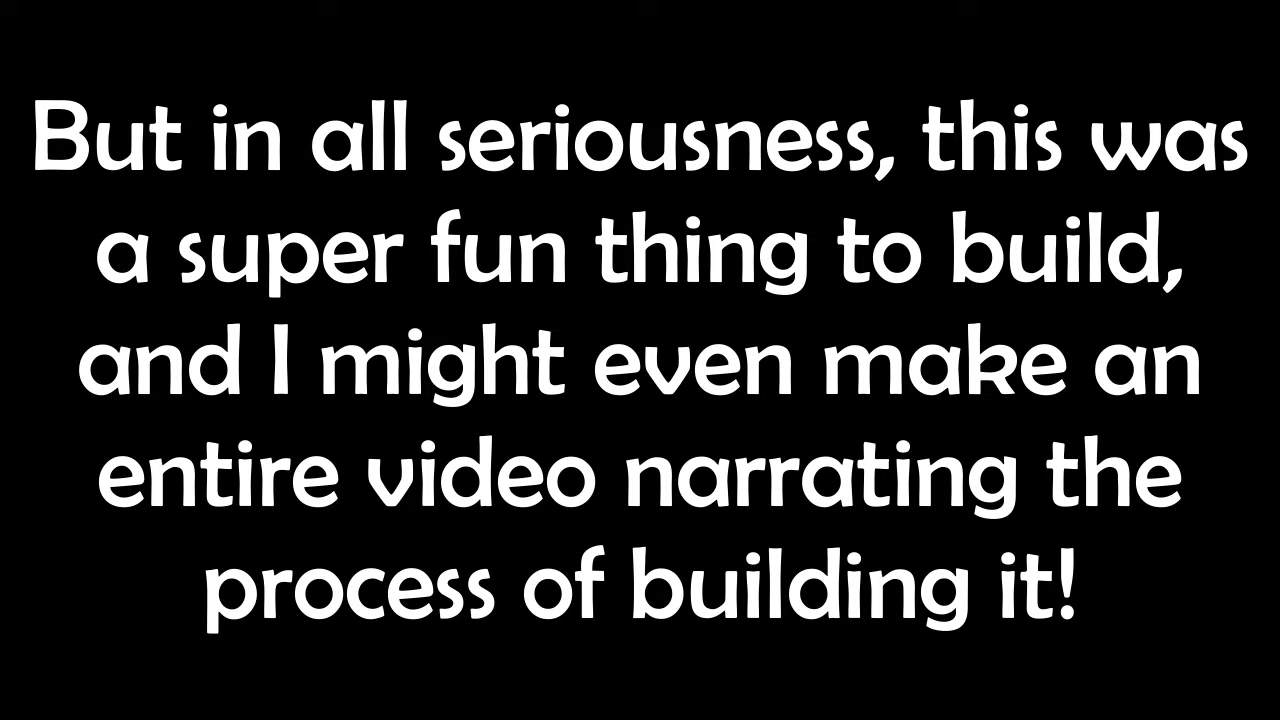 But in all seriousness, this was
a super fun thing to build,
and I might even make an
entire video narrating the
process of building it!